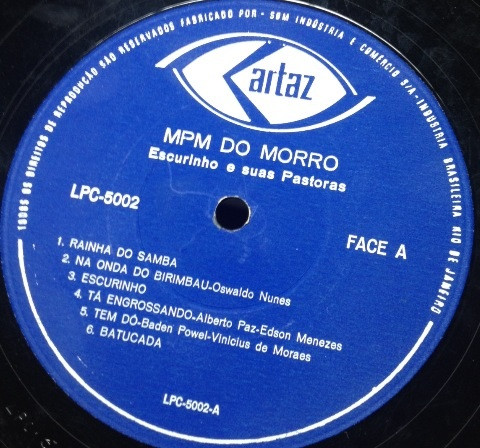 TODOS OS DIREITOS DE REPRODUÇÃO SÃO RESERVADOS FABRICADO POR - SOM INDÚSTRIA E COMÉRCIO S/A - INDUSTRIA BRASILEIRA RIO DE JANEIRO
Kartaz
MPM DO MORRO
Escurinho e suas Pastoras
LPC-5002
FACE A
1. RAINHA DO SAMBA
2. NA ONDA DO BIRIMBAU-Oswaldo Nunes
3. ESCURINHO
4. TÁ ENGROSSANDO-Alberto Paz-Edson Menezes
5. TEM DÓ-Baden Powel-Vinicius de Moraes
6. BATUCADA
LPC-5002-A